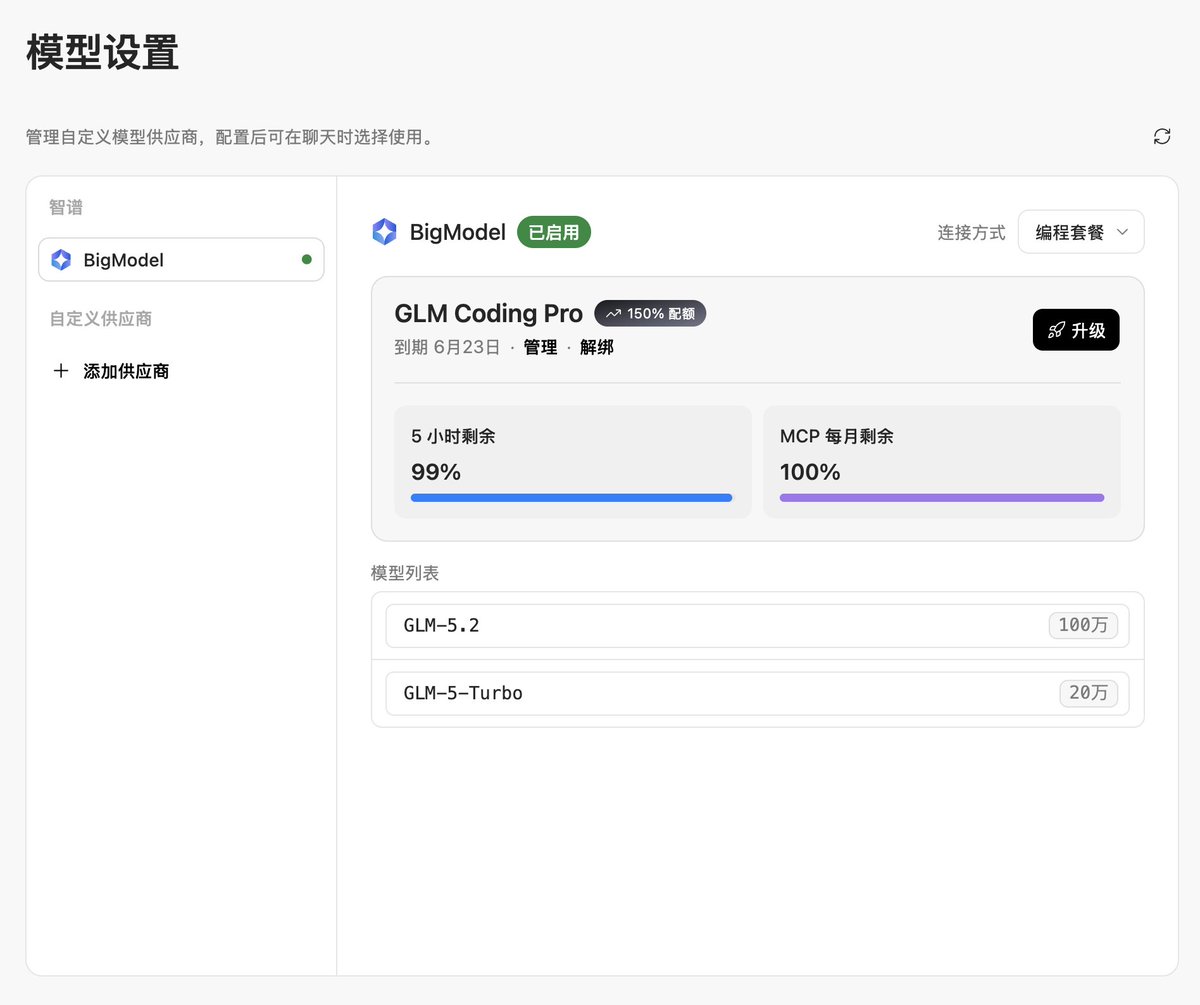 模型设置
管理自定义模型供应商，配置后可在聊天时选择使用。
智谱
BigModel
自定义供应商
添加供应商
BigModel 已启用
连接方式 编程套餐
GLM Coding Pro 150% 配额
到期 6月23日 · 管理 · 解绑
升级
5 小时剩余
99%
MCP 每月剩余
100%
模型列表
GLM-5.2 100万
GLM-5-Turbo 20万